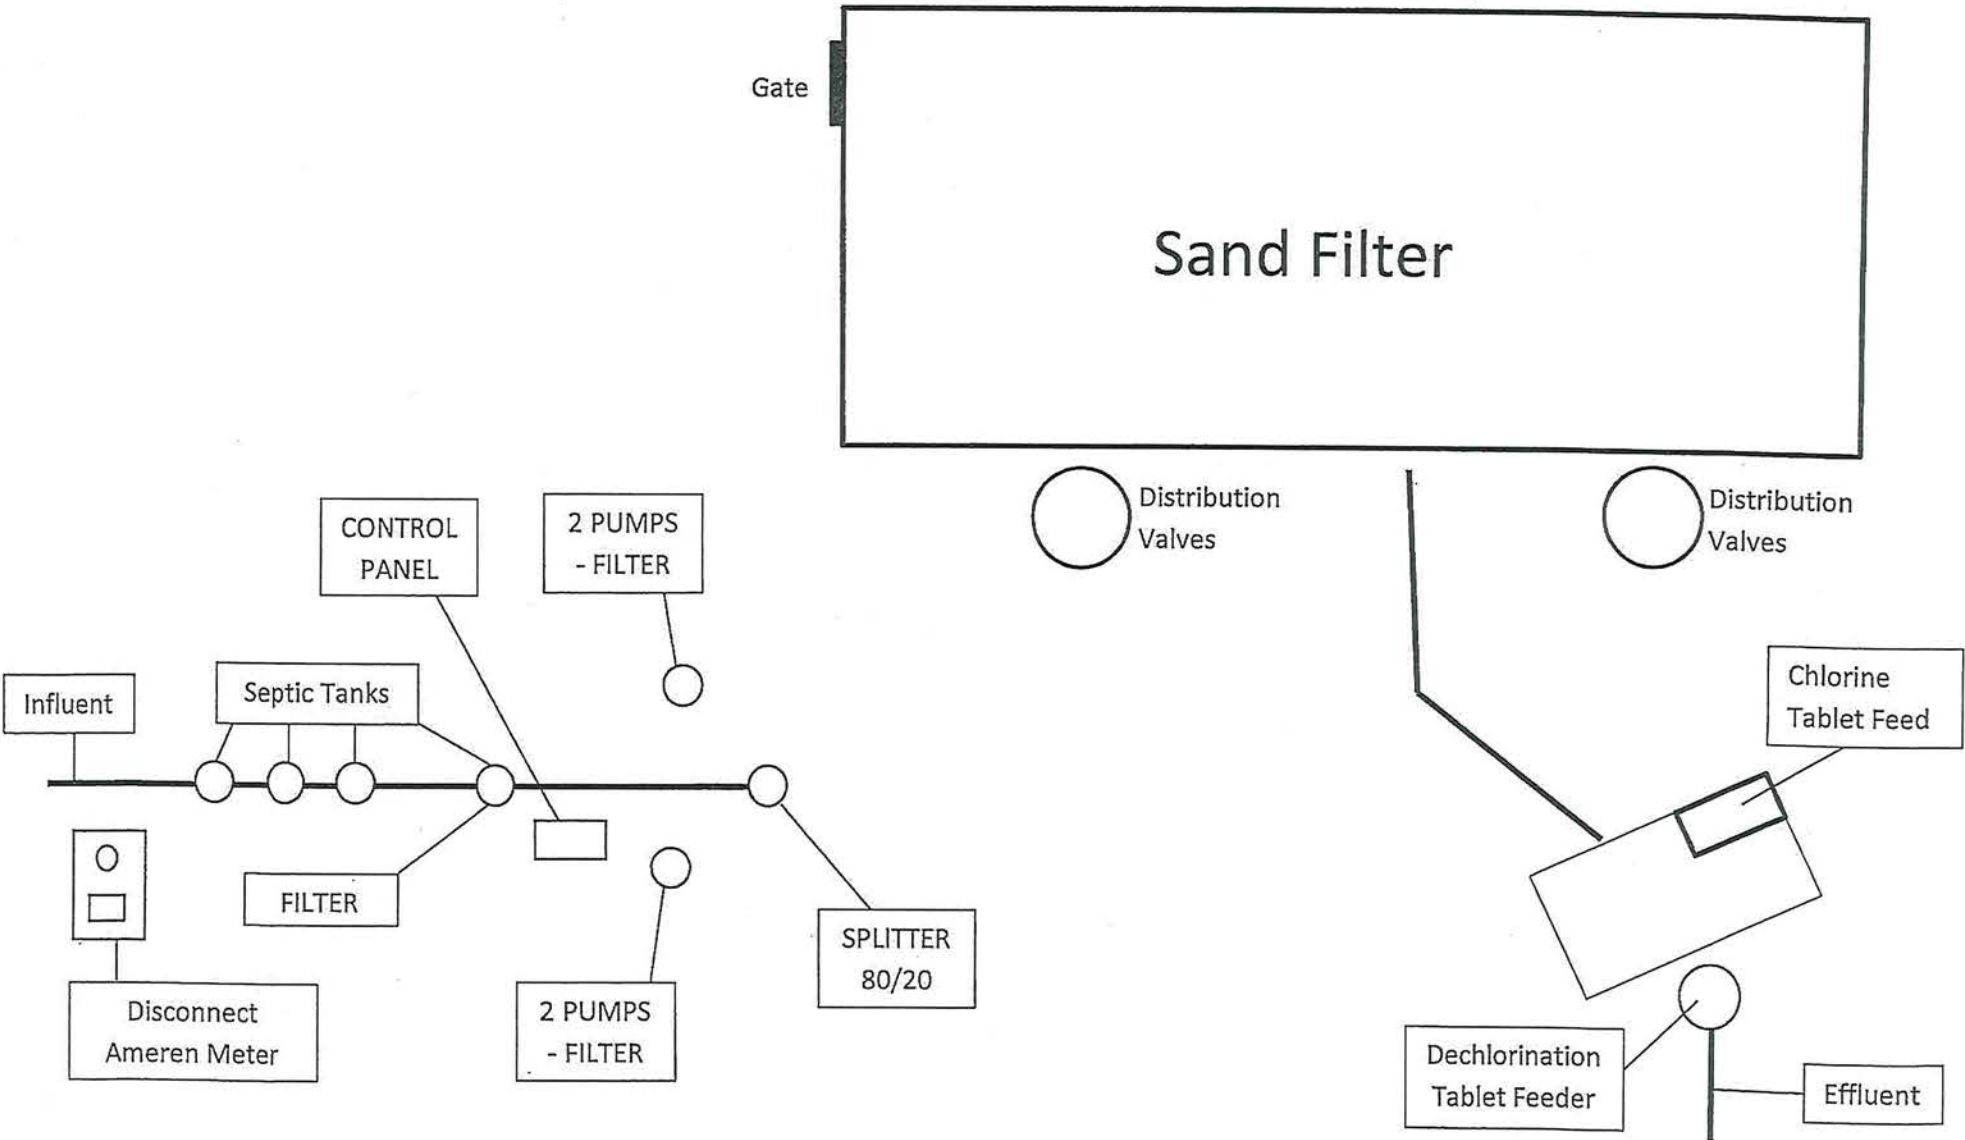 Gate
Sand Filter
Distribution
Valves
Distribution
Valves
CONTROL
PANEL
2 PUMPS
- FILTER
Influent
Septic Tanks
Chlorine
Tablet Feed
FILTER
SPLITTER
80/20
Disconnect
Ameren Meter
2 PUMPS
- FILTER
Dechlorination
Tablet Feeder
Effluent